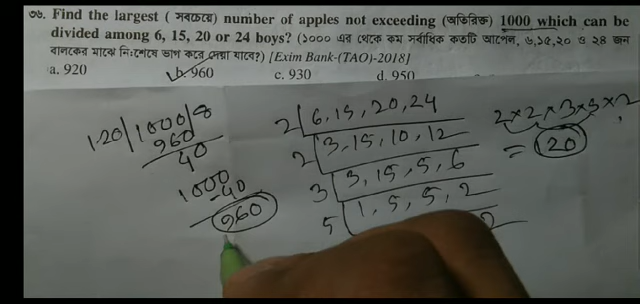 ৩৬. Find the largest ( সবচেয়ে) number of apples not exceeding (অতিরিক্ত) 1000 which can be
divided among 6, 15, 20 or 24 boys? (১০০০ এর থেকে কম সর্বাধিক কতটি আপেল, ৬,১৫,২০ ও ২৪ জন
বালকের মাঝে নিঃশেষে ভাগ করে দেয়া যাবে?) [Exim Bank-(TAO)-2018]
a. 920 b. 960 c. 930 d. 950
120) 1000 (8
960
40
1000
-40
960
2 | 6, 15, 20, 24
2 | 3, 15, 10, 12
3 | 3, 15, 5, 6
5 | 1, 5, 5, 2
2
2×2×3×5×2
= 120